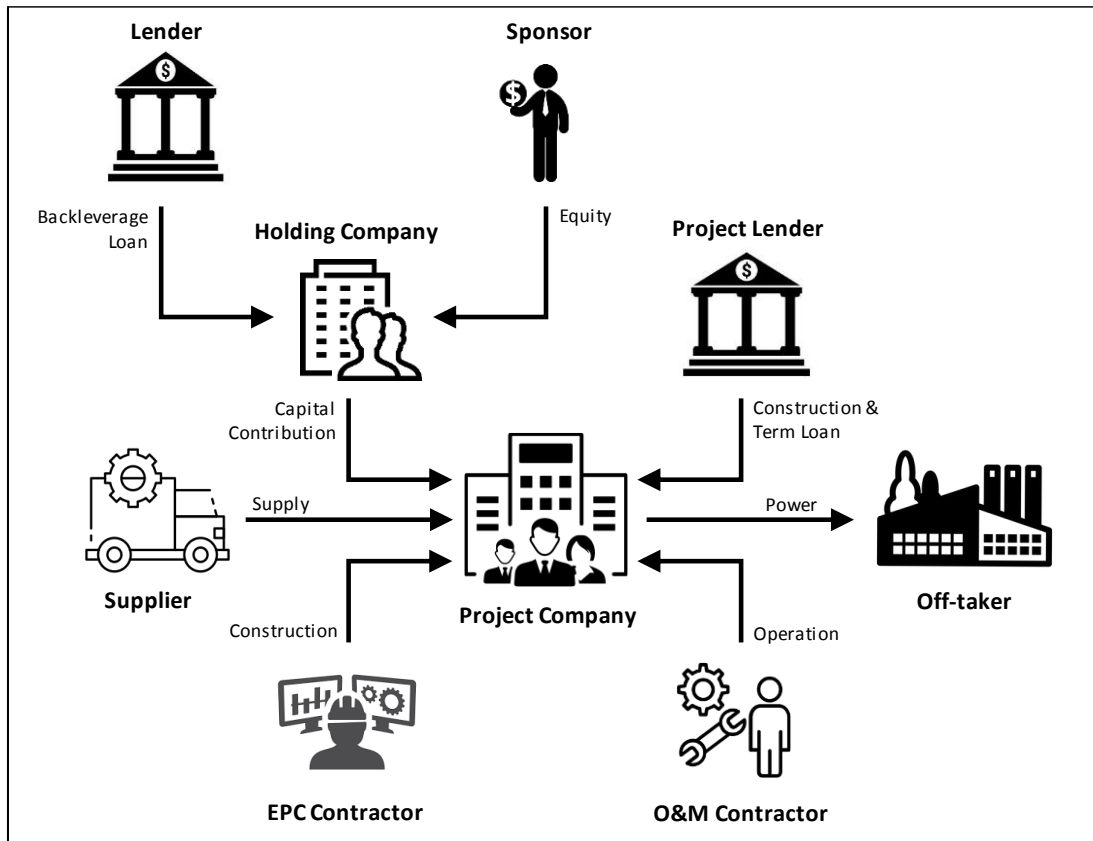 Lender
Sponsor
$
$
Backleverage
Loan
Equity
Holding Company
Project Lender
$
Capital
Contribution
Construction &
Term Loan
Supply
Power
Supplier
Project Company
Off-taker
Construction
Operation
EPC Contractor
O&M Contractor